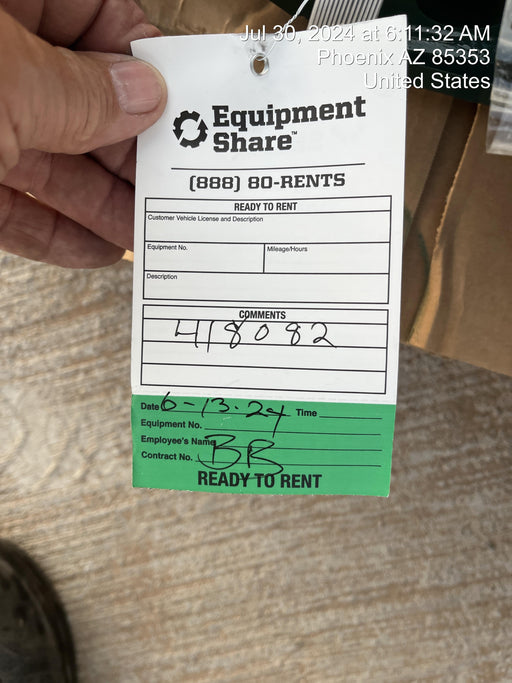 Jul 30, 2024 at 6:11:32 AM
Phoenix AZ 85353
United States
Equipment
Share™
(888) 80-RENTS
READY TO RENT
Customer Vehicle License and Description
Equipment No.
Mileage/Hours
Description
COMMENTS
418082
Date 6-13-24 Time
Equipment No.
Employee's Name BB
Contract No.
READY TO RENT